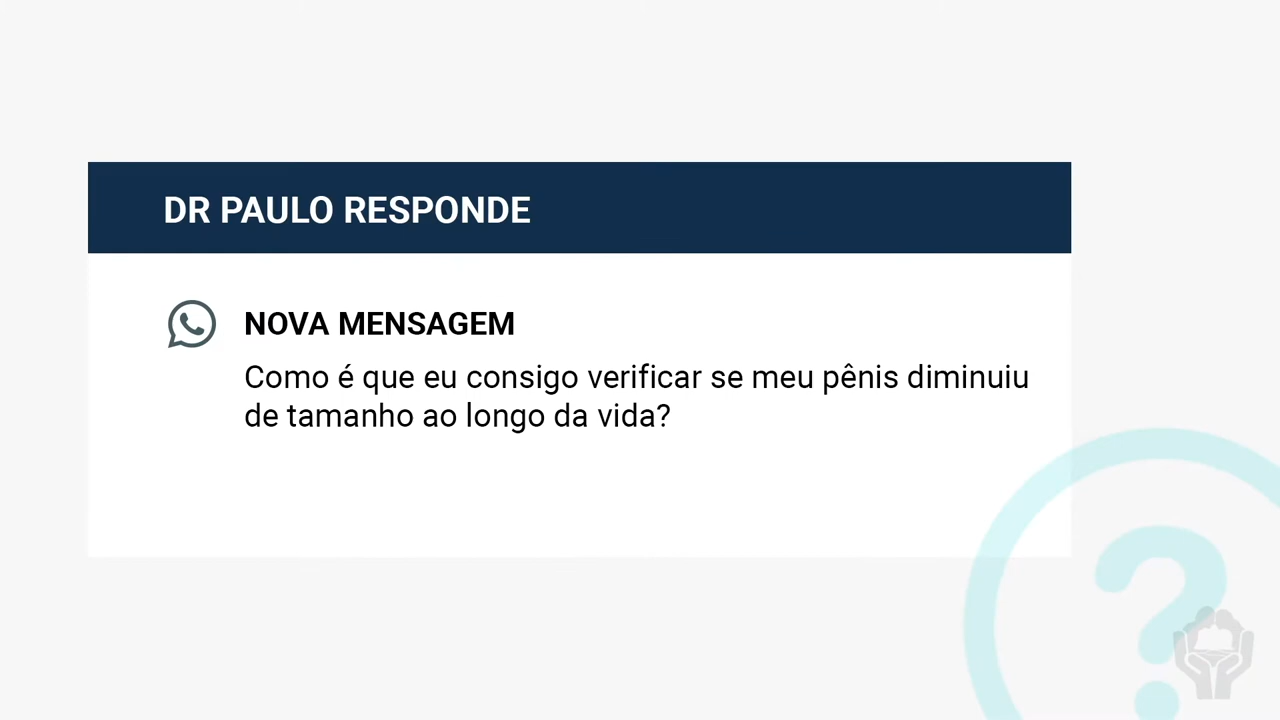 DR PAULO RESPONDE
NOVA MENSAGEM
Como é que eu consigo verificar se meu pênis diminuiu
de tamanho ao longo da vida?
?